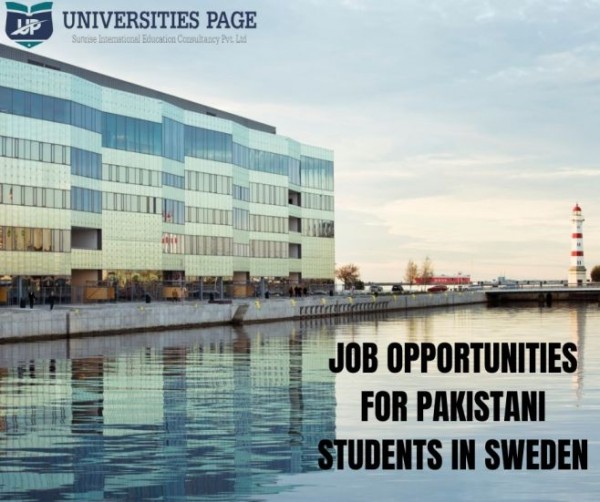 UP
UNIVERSITIES PAGE
Sunrise International Education Consultancy Pvt. Ltd
JOB OPPORTUNITIES
FOR PAKISTANI
STUDENTS IN SWEDEN